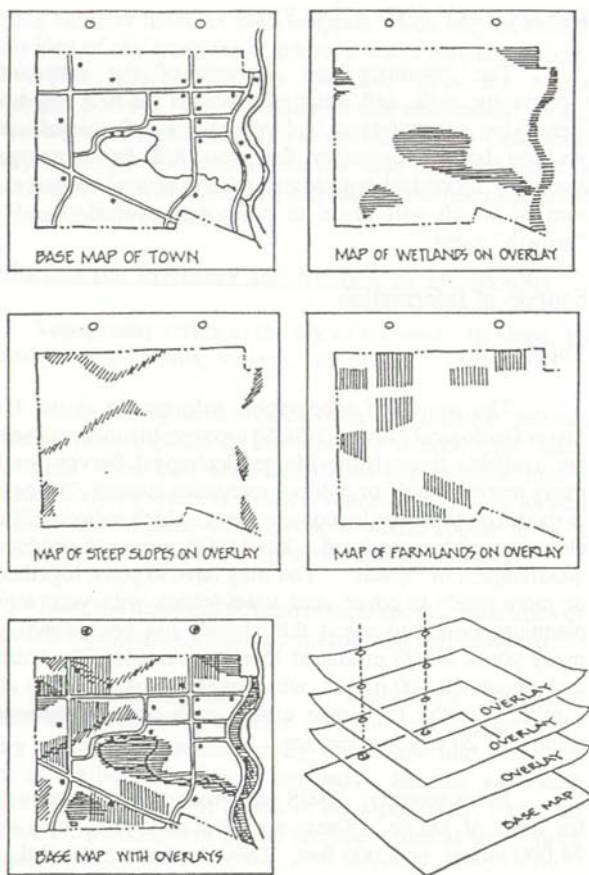 BASE MAP OF TOWN
MAP OF WETLANDS ON OVERLAY
MAP OF STEEP SLOPES ON OVERLAY
MAP OF FARMLANDS ON OVERLAY
BASE MAP WITH OVERLAYS
OVERLAY
OVERLAY
OVERLAY
BASE MAP